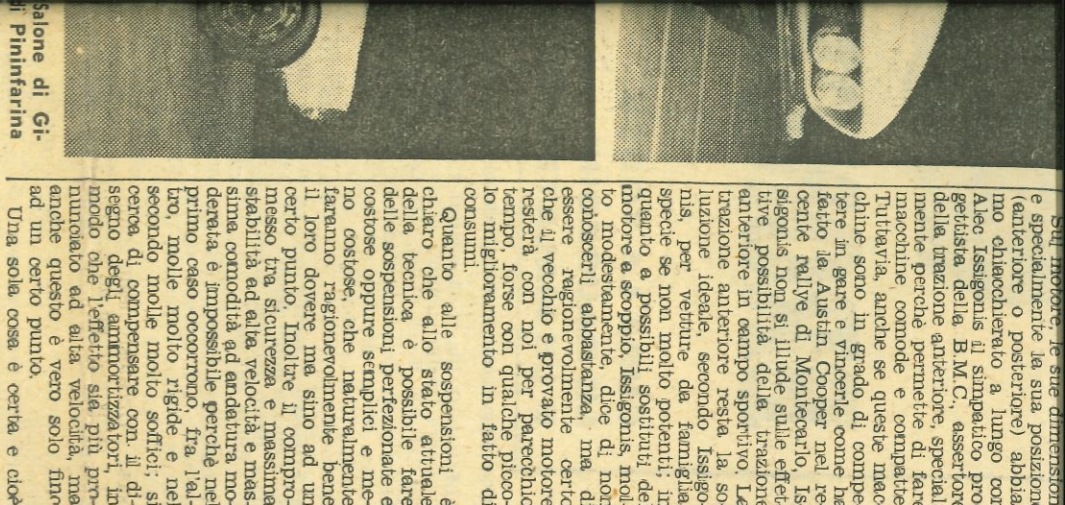 Salone di Gi-
di Pininfarina
Sul motore, le sue dimension
e specialmente la sua posizione
(anteriore o posteriore) abbia
mo chiacchierato a lungo con
Alec Issigonis il simpatico pro
gettista della B.M.C., assertore
della trazione anteriore, special
mente perchè permette di fare
macchine comode e compatte
Tuttavia, anche se queste mac
chine sono in grado di compe
tere in gare e vincerle come ha
fatto la Austin Cooper nel re
cente rallye di Montecarlo, Is
sigonis non si illude sulle effet
tive possibilità della trazione
anteriore in campo sportivo. La
trazione anteriore resta la so
luzione ideale, secondo Issigo-
nis, per vetture da famiglia
specie se non molto potenti; in
quanto a possibili sostituti del
motore a scoppio, Issigonis, mol-
to modestamente, dice di non
conoscerli abbastanza, ma di
essere ragionevolmente certo
che il vecchio e provato motore
resterà con noi per parecchio
tempo, forse con qualche picco-
lo miglioramento in fatto di
consumi.
Quanto alle sospensioni è
chiaro che allo stato attuale
della tecnica è possibile fare
delle sospensioni perfezionate e
costose oppure semplici e me-
no costose, che naturalmente
faranno ragionevolmente bene
il loro dovere ma sino ad un
certo punto. Inoltre il compro-
messo tra sicurezza e massima
stabilità ad alta velocità e mas-
sima comodità ad andatura mo-
derata è impossibile perchè nel
primo caso occorrono, fra l'al-
tro, molle molto rigide e nel
secondo molle molto soffici; si
cerca di compensare con il di-
segno degli ammortizzatori, in
modo che l'effetto sia più pro-
nunciato ad alta velocità, ma
anche questo è vero solo fino
ad un certo punto.
Una sola cosa è certa e cioè